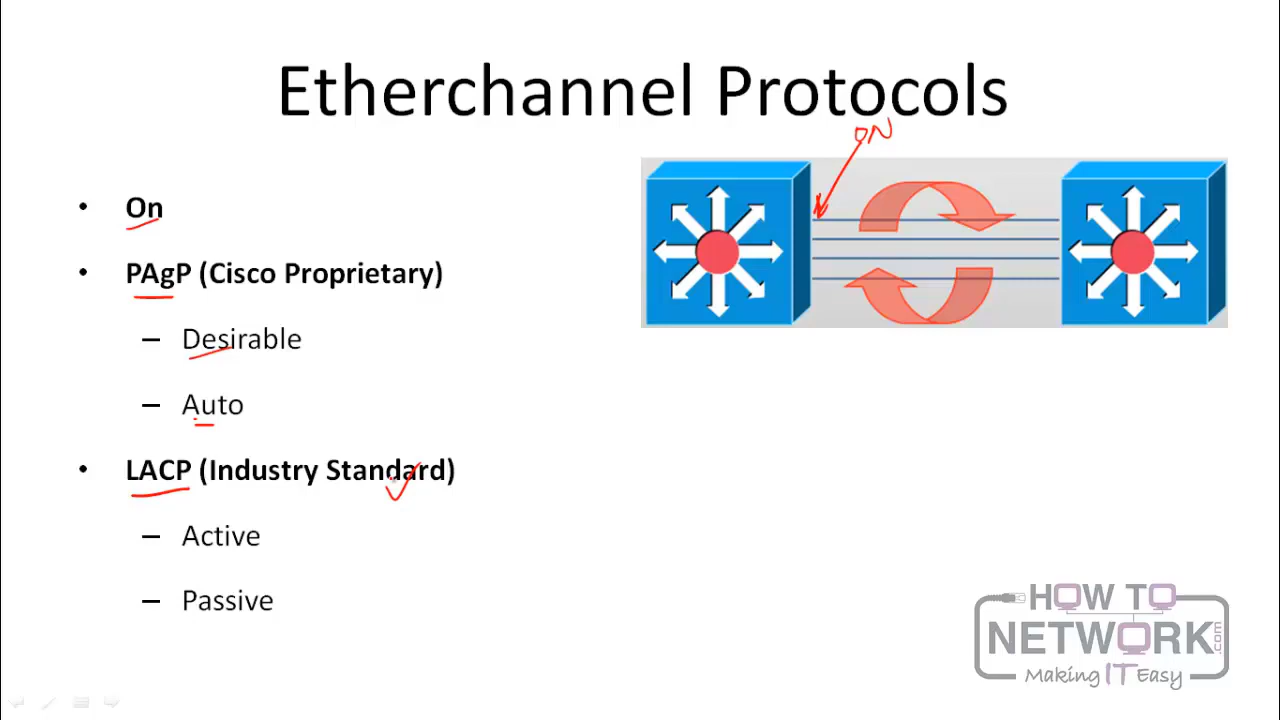 Etherchannel Protocols
ON
• On
• PAgP (Cisco Proprietary)
– Desirable
– Auto
• LACP (Industry Standard)
– Active
– Passive
HOW TO
NETWORK.com
Making IT Easy